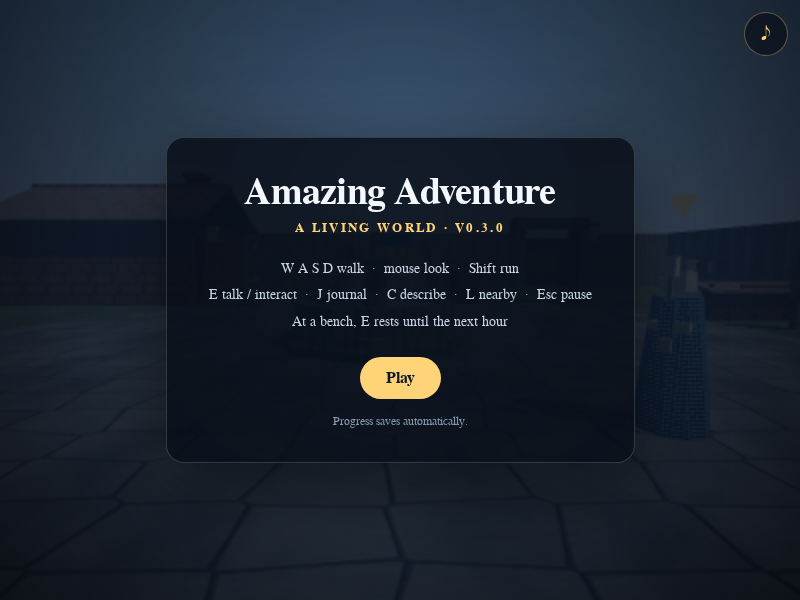 Amazing Adventure
A LIVING WORLD · V0.3.0
W A S D walk · mouse look · Shift run
E talk / interact · J journal · C describe · L nearby · Esc pause
At a bench, E rests until the next hour
Play
Progress saves automatically.